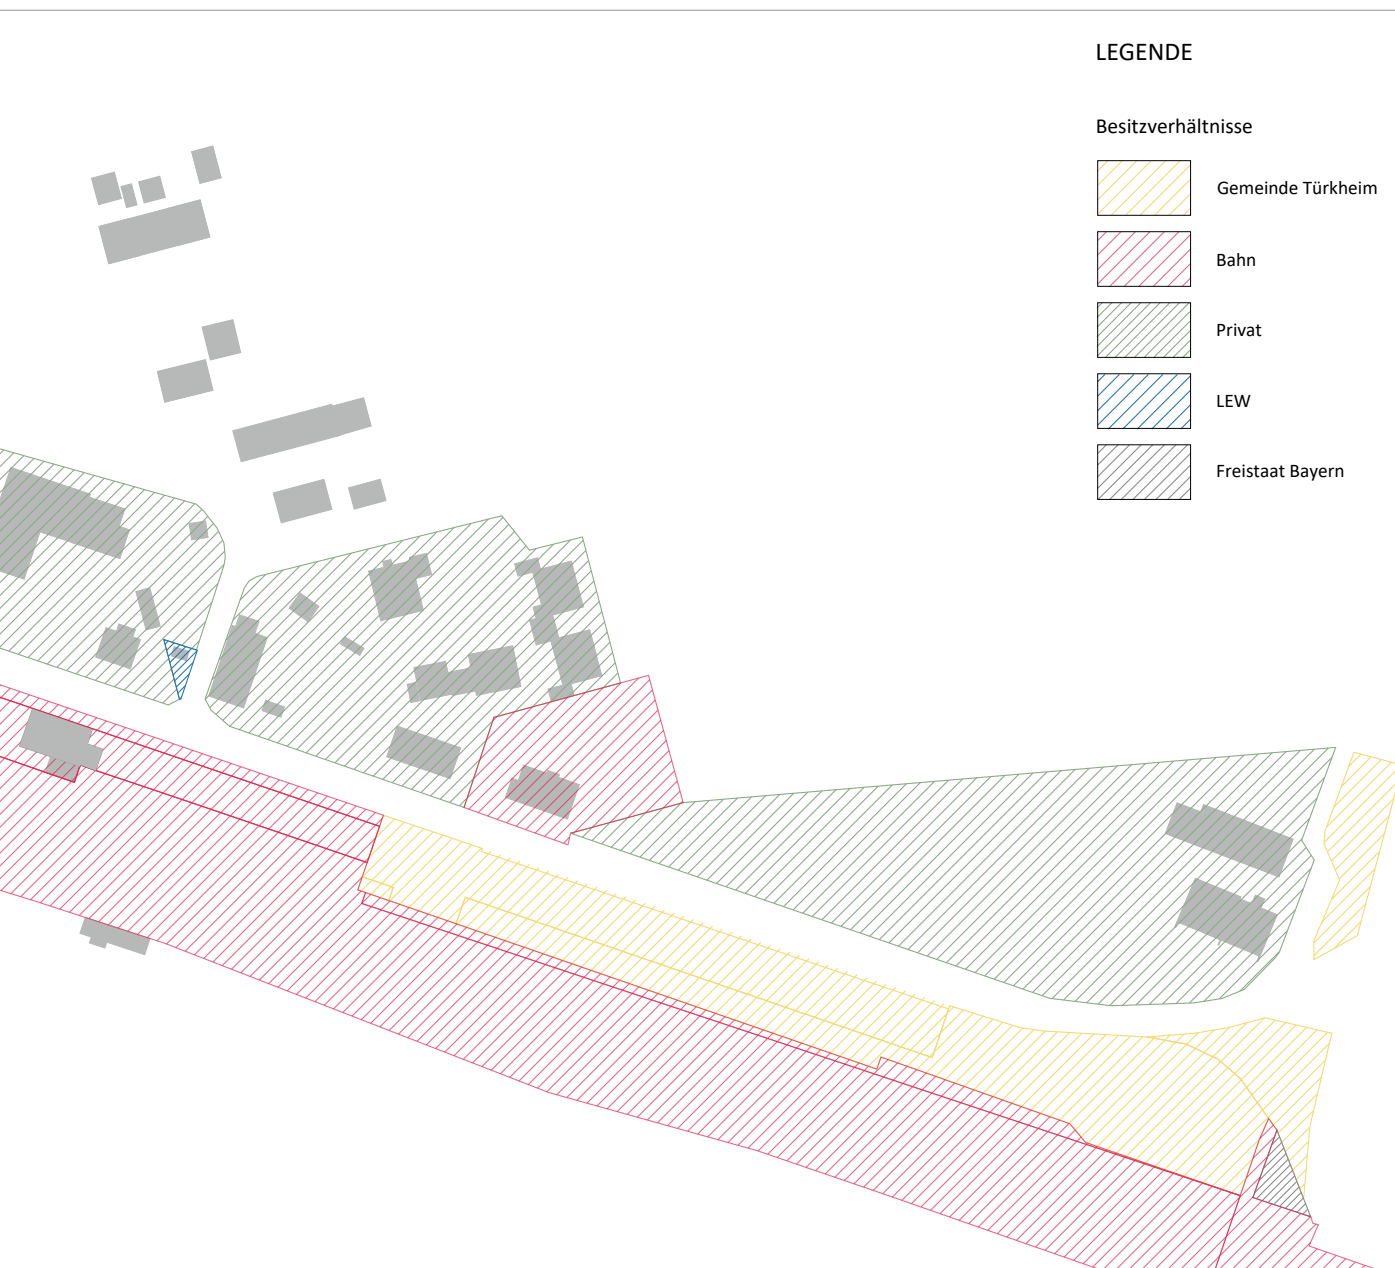 LEGENDE
Besitzverhältnisse
Gemeinde Türkheim
Bahn
Privat
LEW
Freistaat Bayern